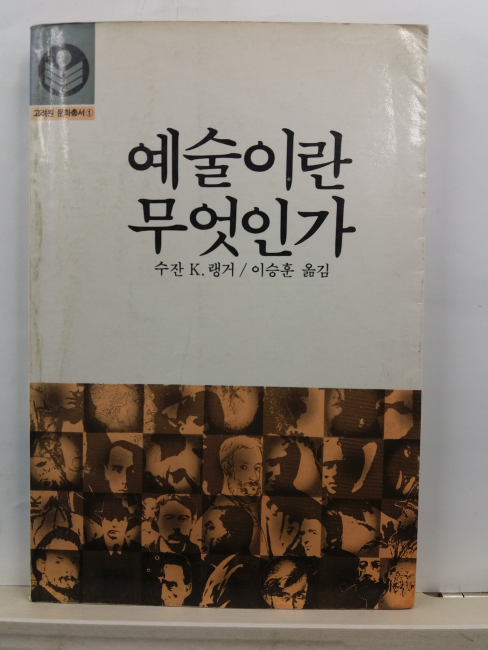 고려원 문화총서 ①
예술이란
무엇인가
수잔 K. 랭거 / 이승훈 옮김